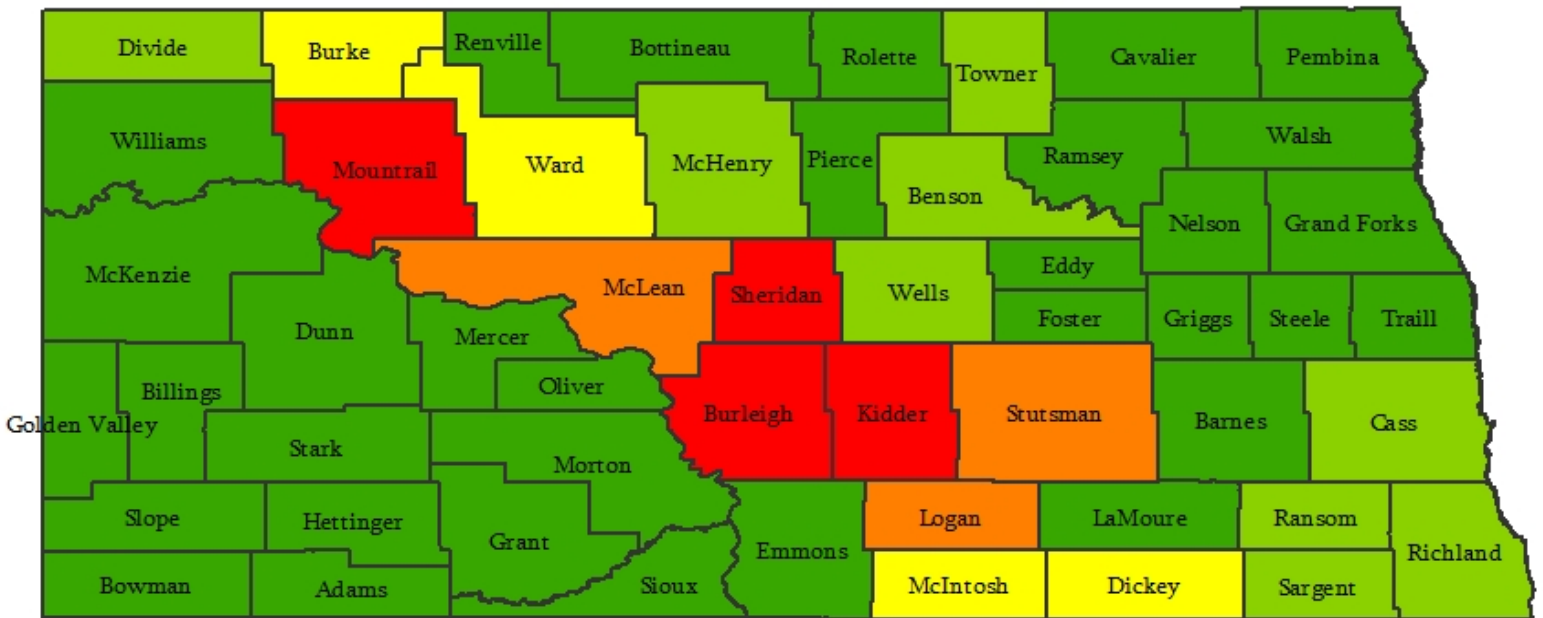 Divide
Burke
Renville
Bottineau
Rolette
Towner
Cavalier
Pembina
Williams
Mountrail
Ward
McHenry
Pierce
Benson
Ramsey
Walsh
Nelson
Grand Forks
McKenzie
Dunn
McLean
Sheridan
Wells
Eddy
Foster
Griggs
Steele
Traill
Mercer
Oliver
Golden Valley
Billings
Stark
Morton
Burleigh
Kidder
Stutsman
Barnes
Cass
Slope
Hettinger
Grant
Emmons
Logan
LaMoure
Ransom
Richland
Bowman
Adams
Sioux
McIntosh
Dickey
Sargent